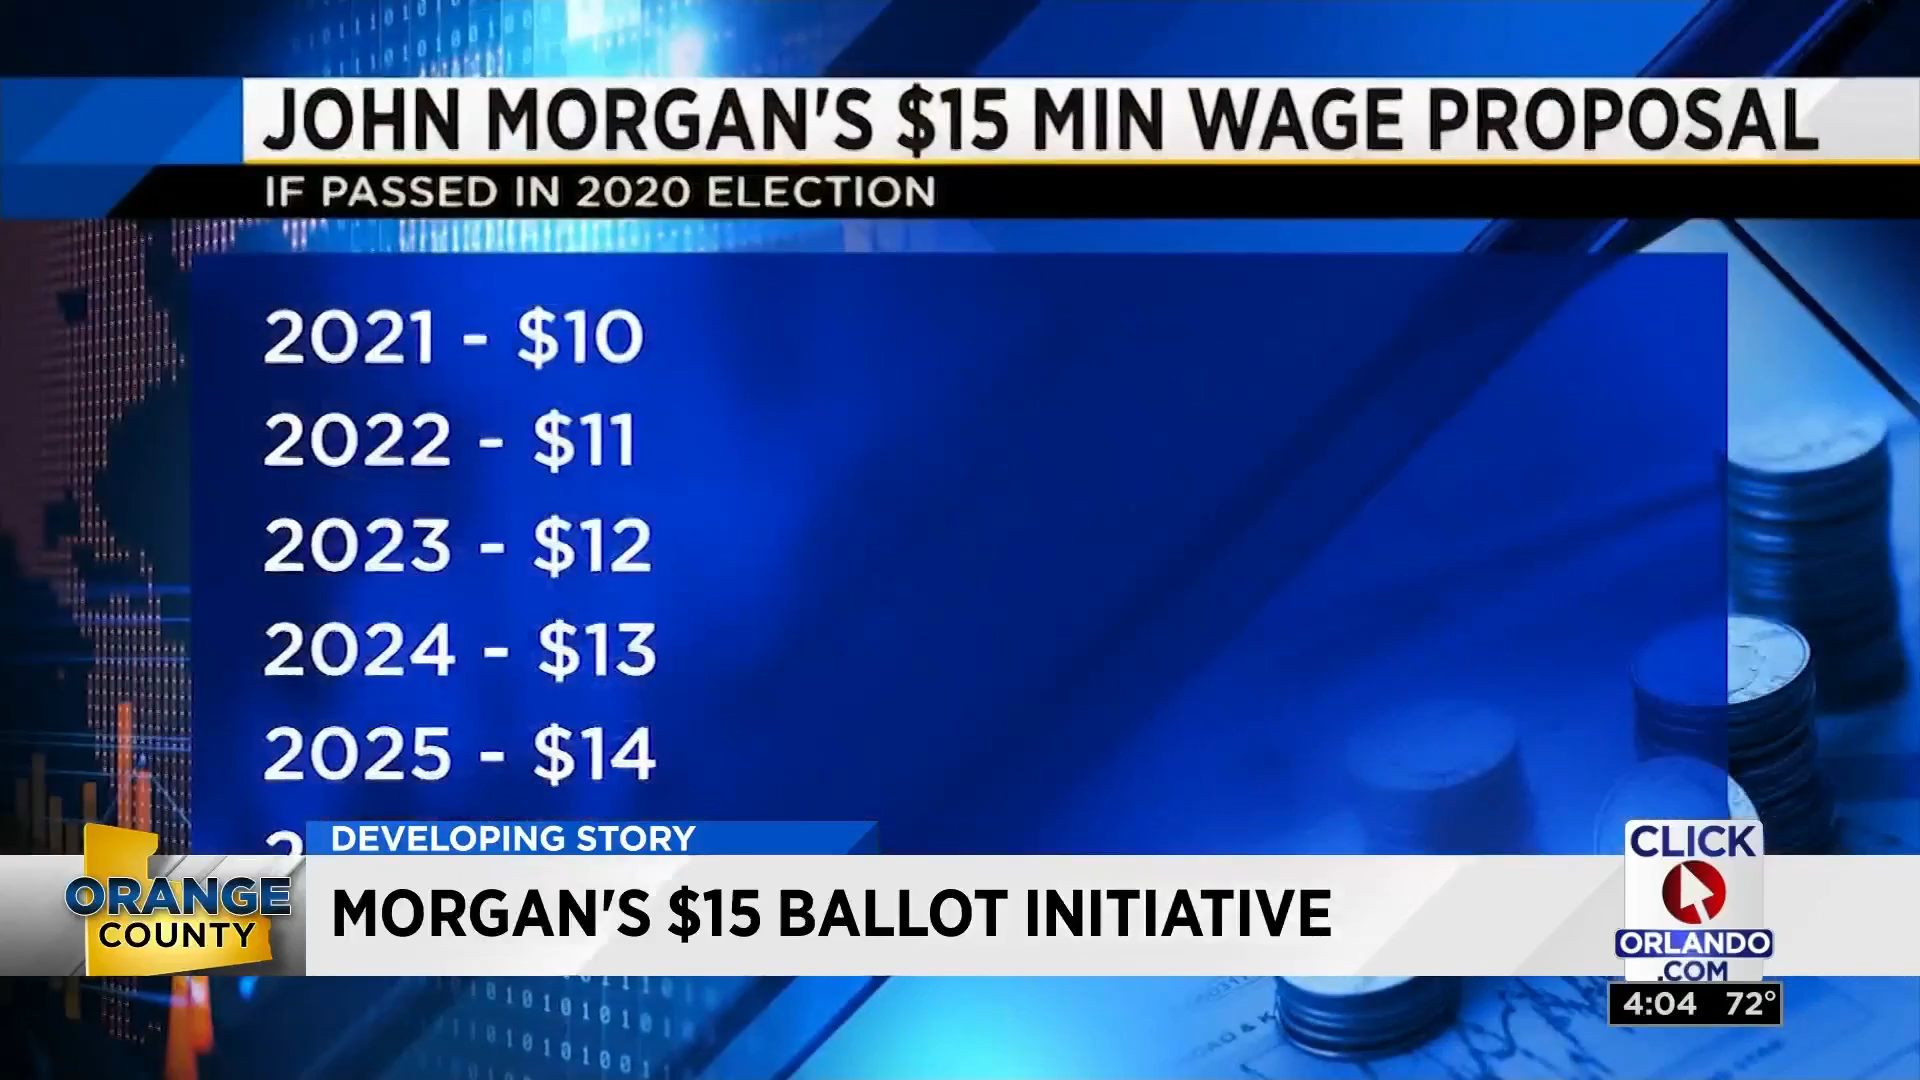 JOHN MORGAN'S $15 MIN WAGE PROPOSAL
IF PASSED IN 2020 ELECTION
2021 - $10
2022 - $11
2023 - $12
2024 - $13
2025 - $14
DEVELOPING STORY
ORANGE
COUNTY
MORGAN'S $15 BALLOT INITIATIVE
CLICK
ORLANDO
.COM
4:04 72°